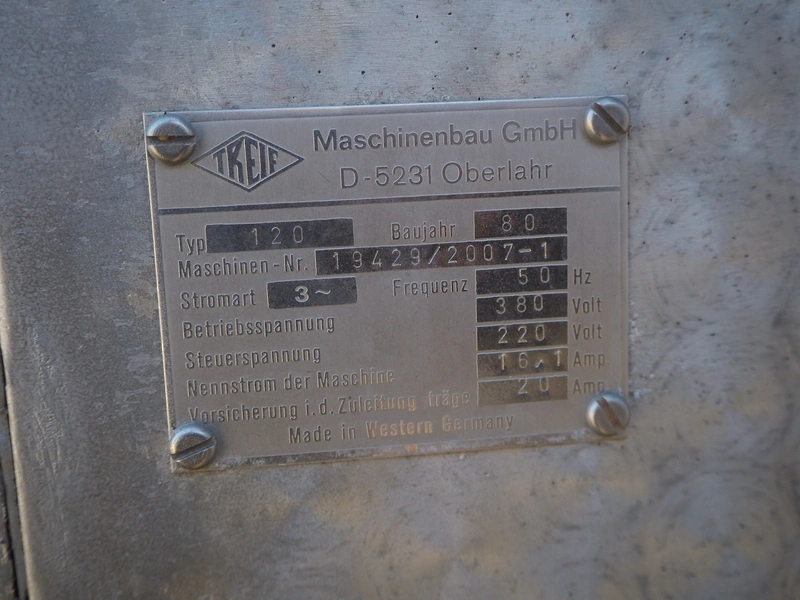 TREIF Maschinenbau GmbH
D-5231 Oberlahr
Typ 120 Baujahr 80
Maschinen-Nr. 19429/2007-1
Stromart 3~ Frequenz 50 Hz
Betriebsspannung 380 Volt
Steuerspannung 220 Volt
Nennstrom der Maschine 16,1 Amp.
Vorsicherung i.d. Zuleitung träge 20 Amp.
Made in Western Germany